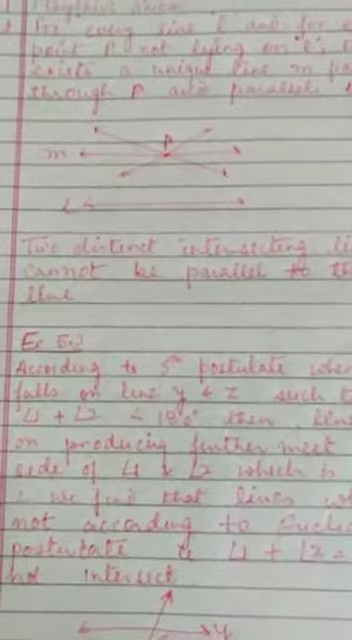 Playfair's axiom
For every line l and for e
point P not lying on 'l', t
exists a unique line m pa
through P and parallel
P
m
l
Two distinct intersecting li
cannot be parallel to th
line
Ex 5.2
According to 5th postulate when
falls on line y & z such t
∠1 + ∠2 < 180° then, line
on producing further meet
side of ∠1 & ∠2 which is
we find that lines
not according to Euclid
postulate ∠1 + ∠2 =
not intersect
y